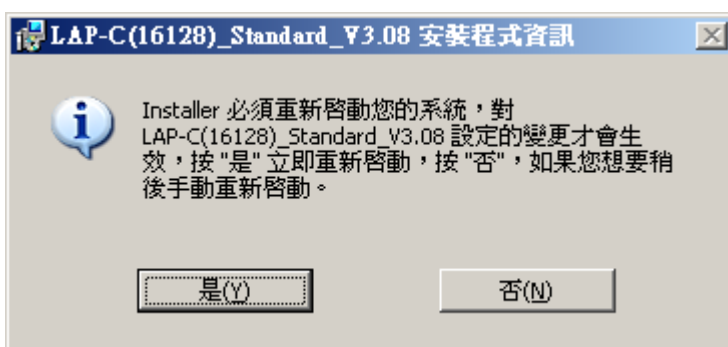 LAP-C(16128)_Standard_V3.08 安裝程式資訊
Installer 必須重新啓動您的系統，對
LAP-C(16128)_Standard_V3.08 設定的變更才會生
效，按 "是" 立即重新啓動，按 "否"，如果您想要稍
後手動重新啓動。
是(Y) 否(N)